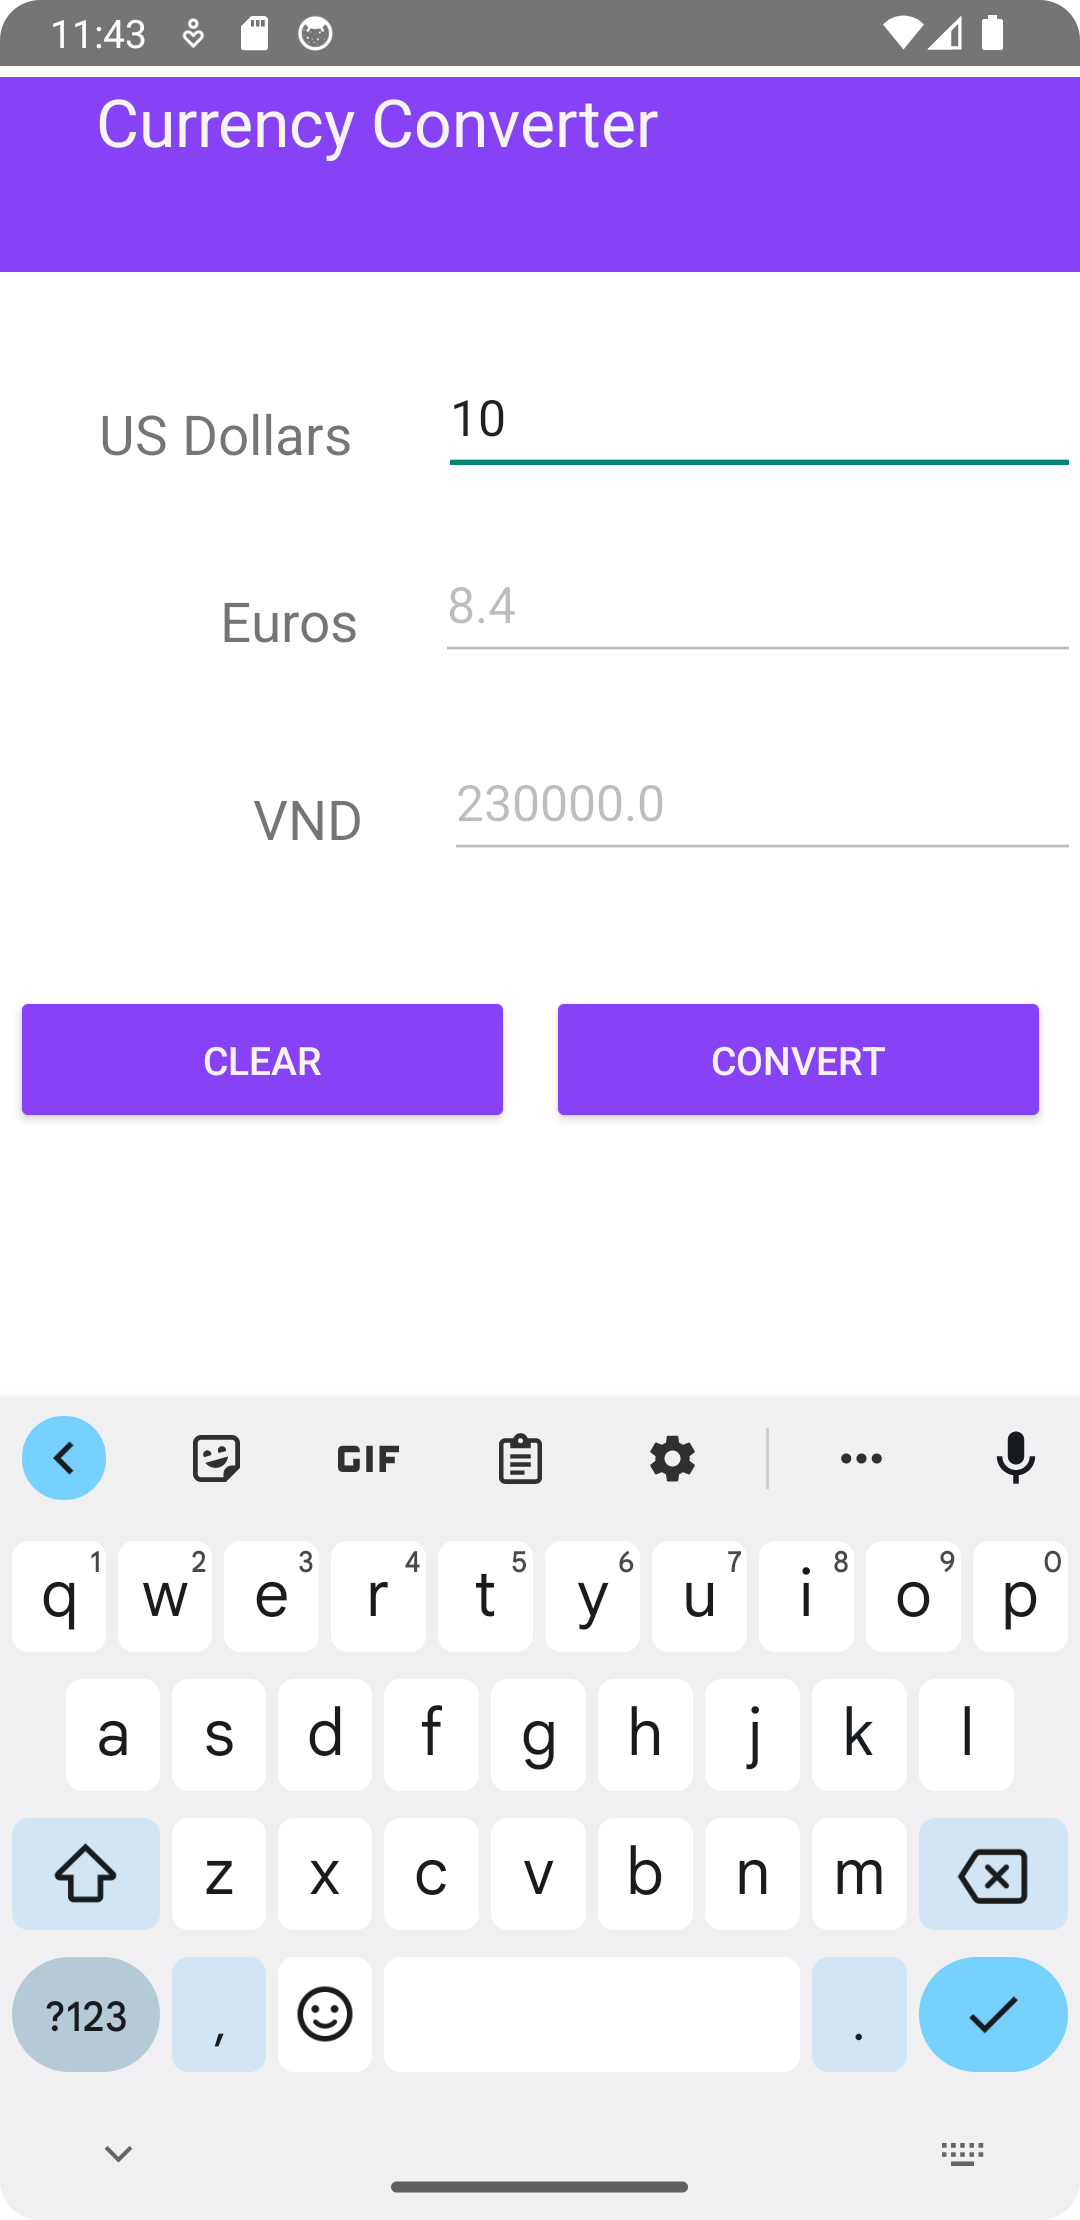 11:43
Currency Converter
US Dollars 10
Euros 8.4
VND 230000.0
CLEAR CONVERT
GIF
q 1 w 2 e 3 r 4 t 5 y 6 u 7 i 8 o 9 p 0
a s d f g h j k l
z x c v b n m
?123 , .